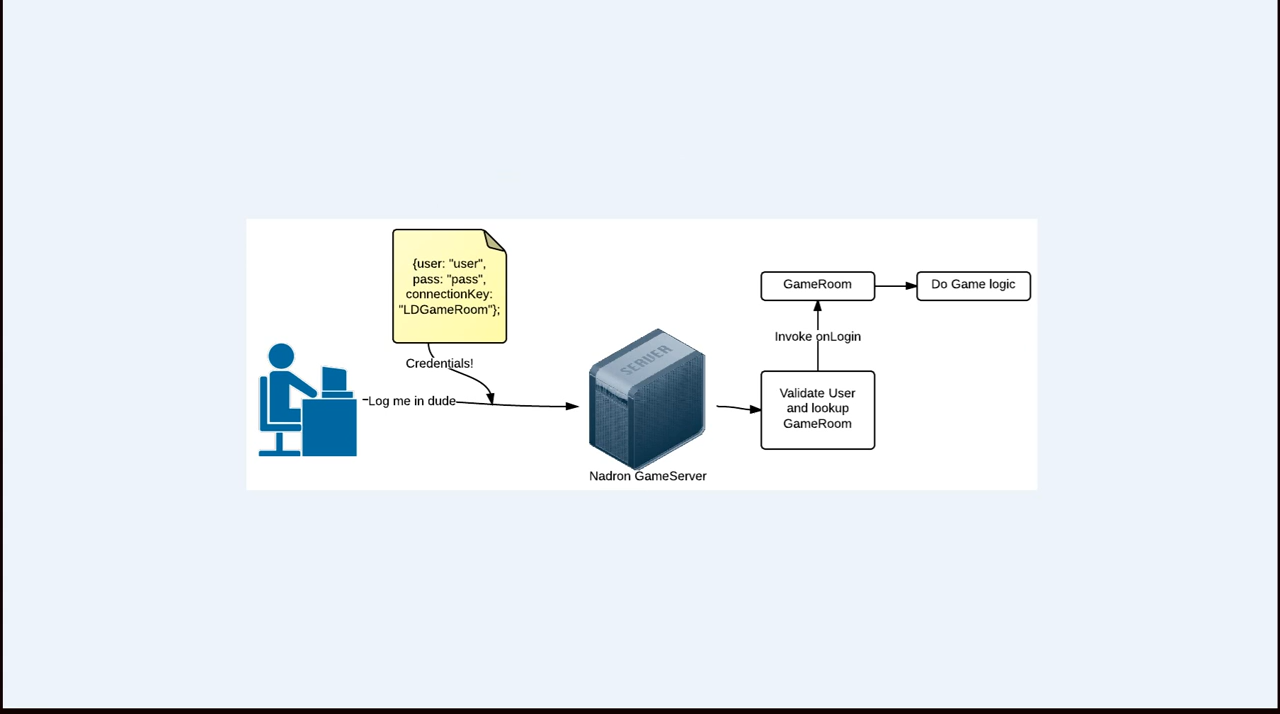 {user: "user",
pass: "pass",
connectionKey:
"LDGameRoom"};
Credentials!
Log me in dude
SERVER
Nadron GameServer
GameRoom
Do Game logic
Invoke onLogin
Validate User
and lookup
GameRoom